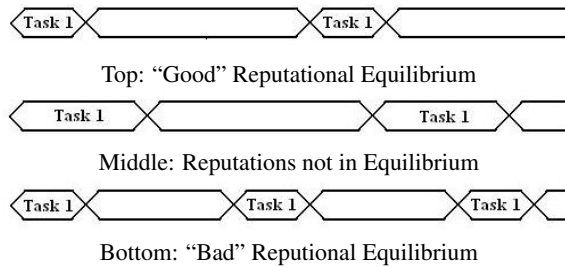 Task 1 Task 1
Top: “Good” Reputational Equilibrium
Task 1 Task 1
Middle: Reputations not in Equilibrium
Task 1 Task 1 Task 1
Bottom: “Bad” Reputional Equilibrium